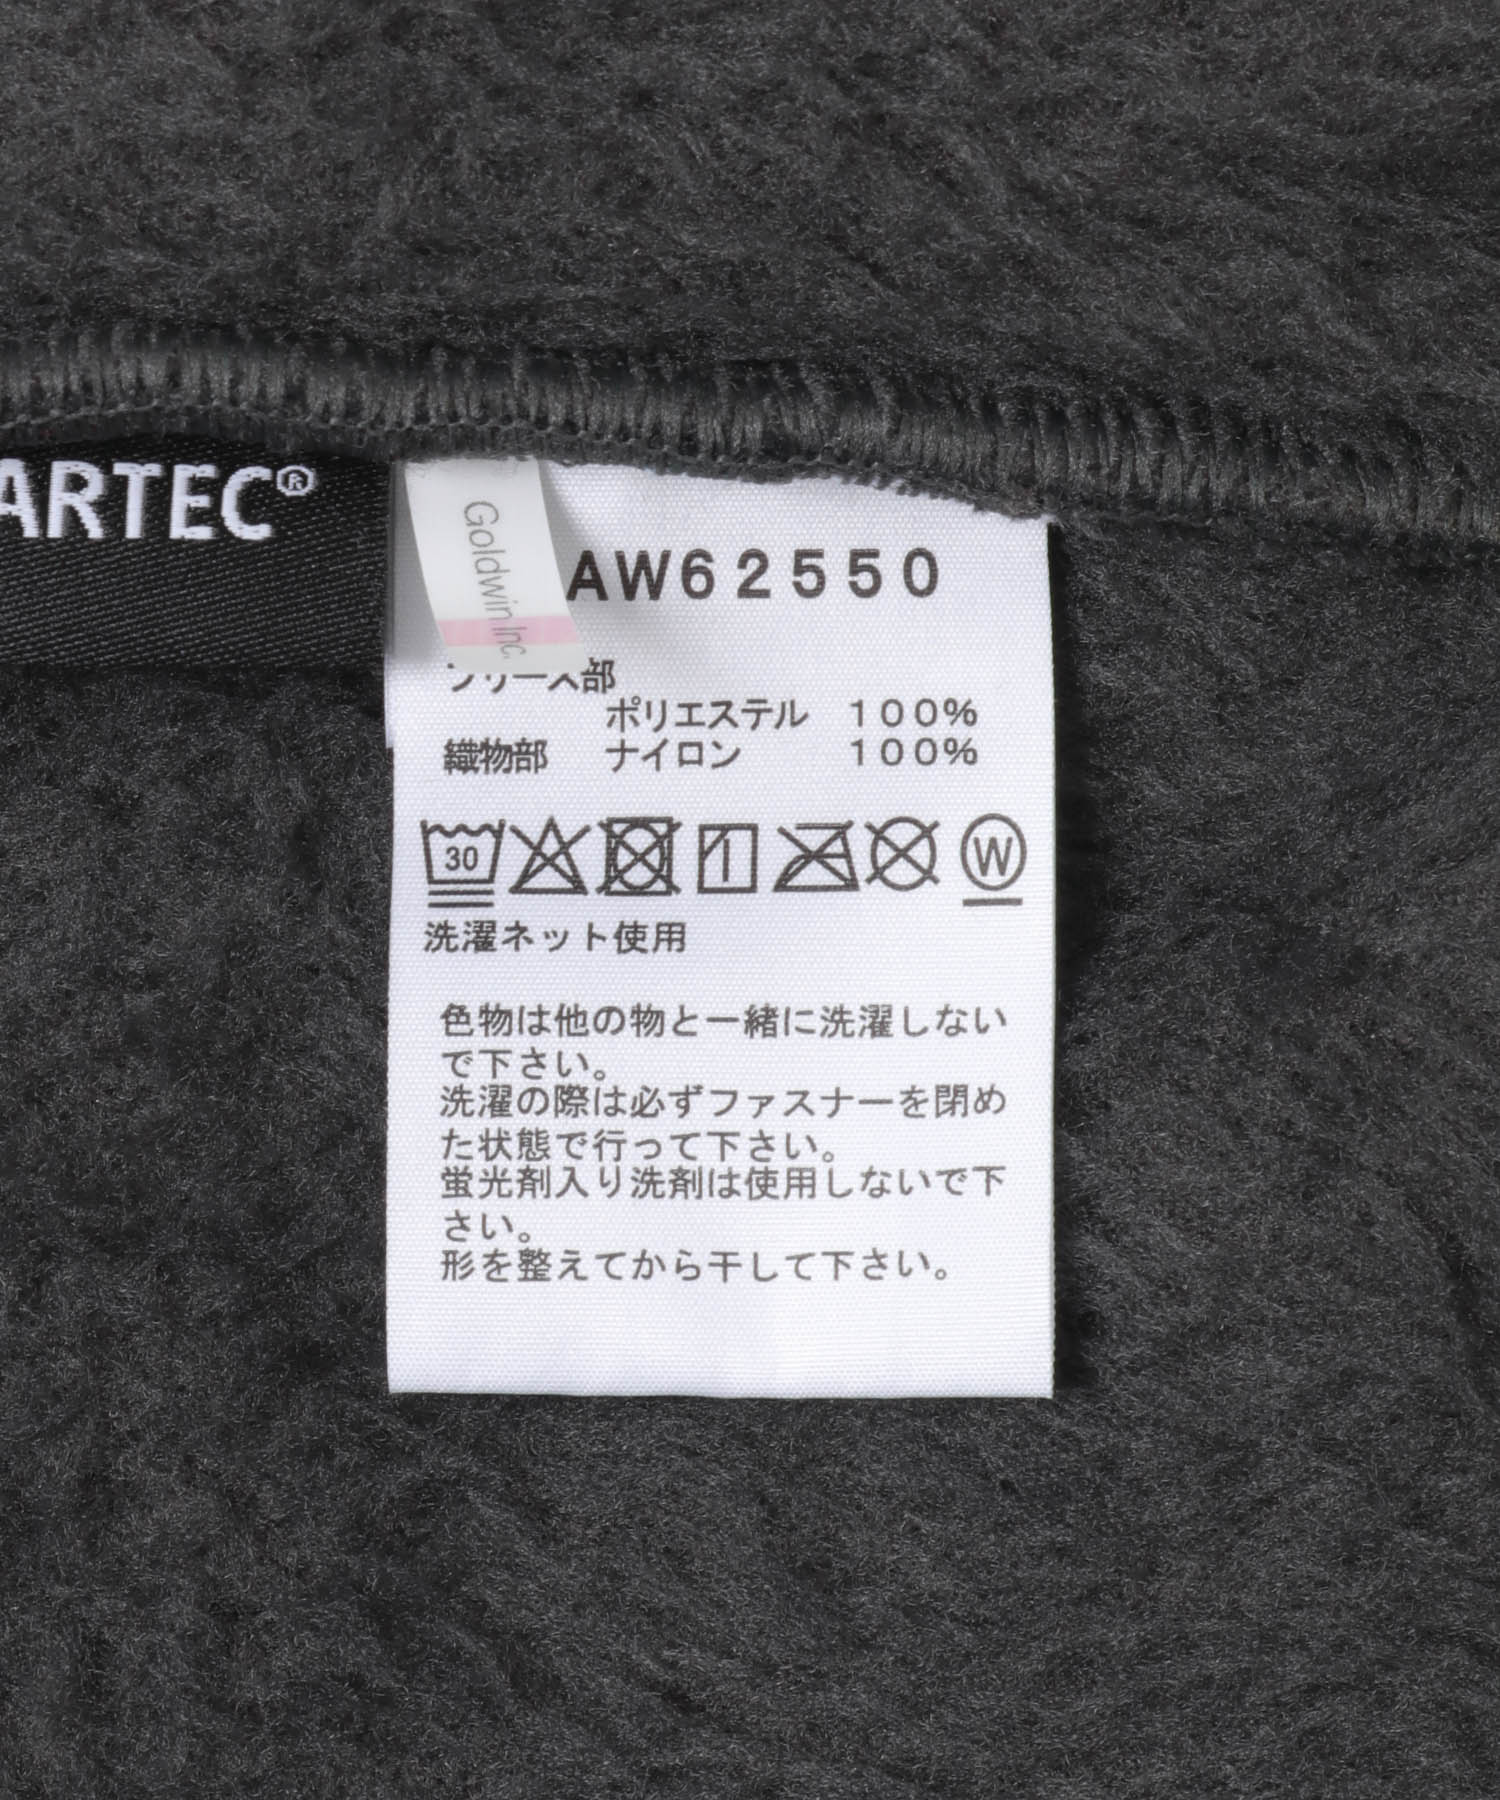 ARTEC®
Goldwin Inc.
AW62550
フリース部
ポリエステル 100%
織物部 ナイロン 100%
30
W
洗濯ネット使用
色物は他の物と一緒に洗濯しない
で下さい。
洗濯の際は必ずファスナーを閉め
た状態で行って下さい。
蛍光剤入り洗剤は使用しないで下
さい。
形を整えてから干して下さい。